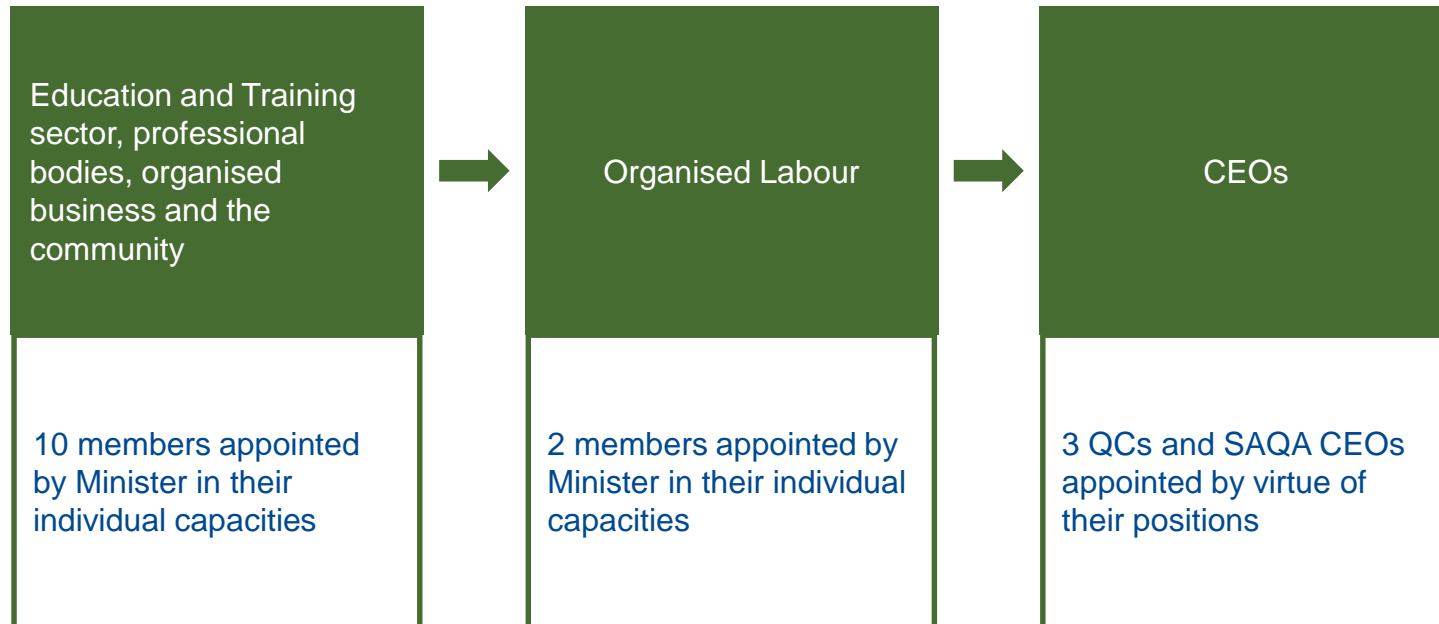 Education and Training
sector, professional
bodies, organised
business and the
community
Organised Labour
CEOs
10 members appointed
by Minister in their
individual capacities
2 members appointed by
Minister in their individual
capacities
3 QCs and SAQA CEOs
appointed by virtue of
their positions